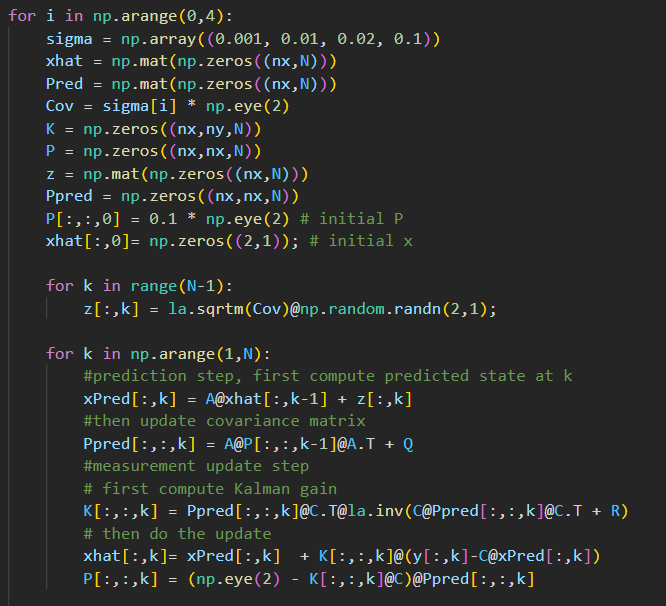 for i in np.arange(0,4):
    sigma = np.array((0.001, 0.01, 0.02, 0.1))
    xhat = np.mat(np.zeros((nx,N)))
    Pred = np.mat(np.zeros((nx,N)))
    Cov = sigma[i] * np.eye(2)
    K = np.zeros((nx,ny,N))
    P = np.zeros((nx,nx,N))
    z = np.mat(np.zeros((nx,N)))
    Ppred = np.zeros((nx,nx,N))
    P[:,:,0] = 0.1 * np.eye(2) # initial P
    xhat[:,0]= np.zeros((2,1)); # initial x
    for k in range(N-1):
        z[:,k] = la.sqrtm(Cov)@np.random.randn(2,1);
    for k in np.arange(1,N):
        #prediction step, first compute predicted state at k
        xPred[:,k] = A@xhat[:,k-1] + z[:,k]
        #then update covariance matrix
        Ppred[:,:,k] = A@P[:,:,k-1]@A.T + Q
        #measurement update step
        # first compute Kalman gain
        K[:,:,k] = Ppred[:,:,k]@C.T@la.inv(C@Ppred[:,:,k]@C.T + R)
        # then do the update
        xhat[:,k]= xPred[:,k]  + K[:,:,k]@(y[:,k]-C@xPred[:,k])
        P[:,:,k] = (np.eye(2) - K[:,:,k]@C)@Ppred[:,:,k]